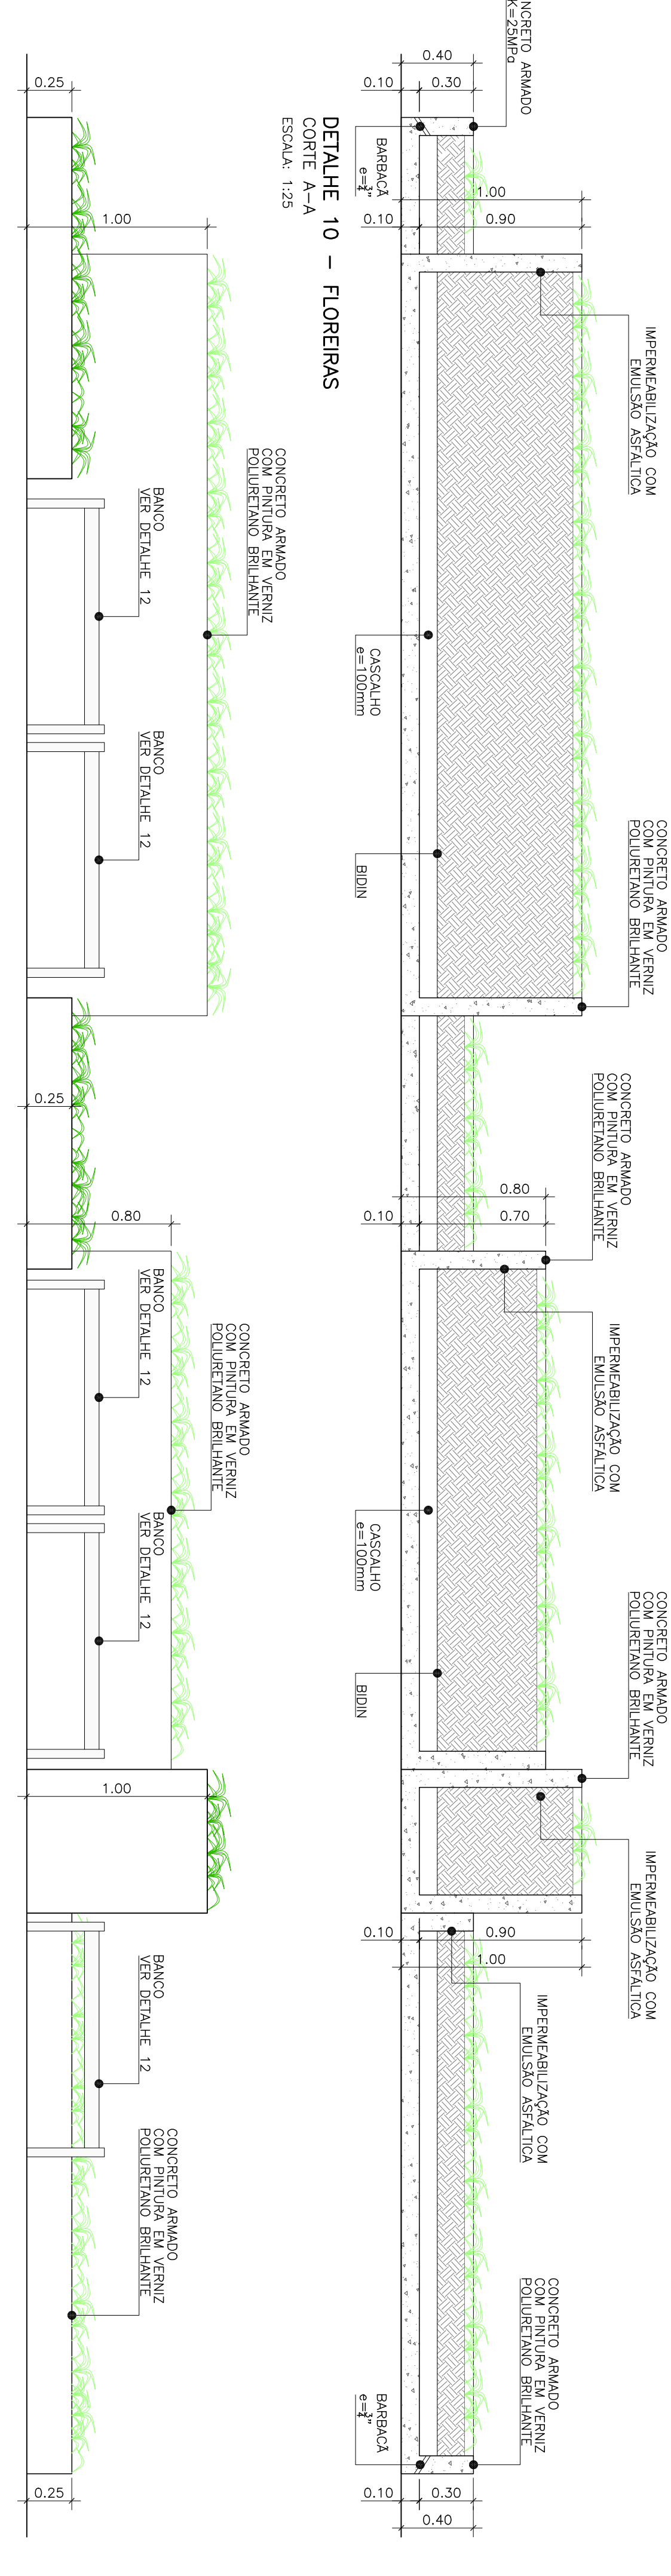 NCRETO ARMADO
K=25MPa
0.40
0.10
0.30
BARBACÃ
e=¾"
1.00
0.10
0.90
IMPERMEABILIZAÇÃO COM
EMULSÃO ASFÁLTICA
CASCALHO
e=100mm
BIDIN
CONCRETO ARMADO
COM PINTURA EM VERNIZ
POLIURETANO BRILHANTE
CONCRETO ARMADO
COM PINTURA EM VERNIZ
POLIURETANO BRILHANTE
0.80
0.10
0.70
IMPERMEABILIZAÇÃO COM
EMULSÃO ASFÁLTICA
CASCALHO
e=100mm
BIDIN
CONCRETO ARMADO
COM PINTURA EM VERNIZ
POLIURETANO BRILHANTE
IMPERMEABILIZAÇÃO COM
EMULSÃO ASFÁLTICA
0.10
0.90
1.00
IMPERMEABILIZAÇÃO COM
EMULSÃO ASFÁLTICA
CONCRETO ARMADO
COM PINTURA EM VERNIZ
POLIURETANO BRILHANTE
BARBACÃ
e=¾"
0.10
0.30
0.40
DETALHE 10 - FLOREIRAS
CORTE A-A
ESCALA: 1:25
0.25
1.00
CONCRETO ARMADO
COM PINTURA EM VERNIZ
POLIURETANO BRILHANTE
BANCO
VER DETALHE 12
BANCO
VER DETALHE 12
0.25
0.80
BANCO
VER DETALHE 12
CONCRETO ARMADO
COM PINTURA EM VERNIZ
POLIURETANO BRILHANTE
BANCO
VER DETALHE 12
1.00
BANCO
VER DETALHE 12
CONCRETO ARMADO
COM PINTURA EM VERNIZ
POLIURETANO BRILHANTE
0.25